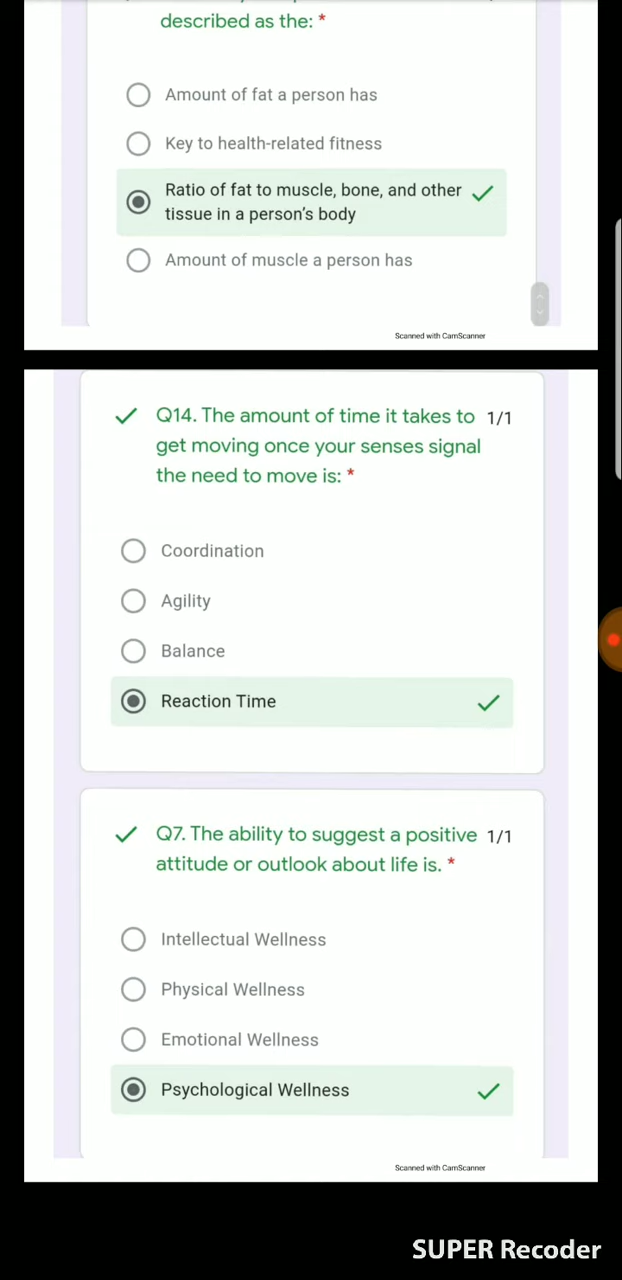 described as the: *
Amount of fat a person has
Key to health-related fitness
Ratio of fat to muscle, bone, and other
tissue in a person's body
Amount of muscle a person has
Scanned with CamScanner
Q14. The amount of time it takes to 1/1
get moving once your senses signal
the need to move is: *
Coordination
Agility
Balance
Reaction Time
Q7. The ability to suggest a positive 1/1
attitude or outlook about life is. *
Intellectual Wellness
Physical Wellness
Emotional Wellness
Psychological Wellness
Scanned with CamScanner
SUPER Recoder